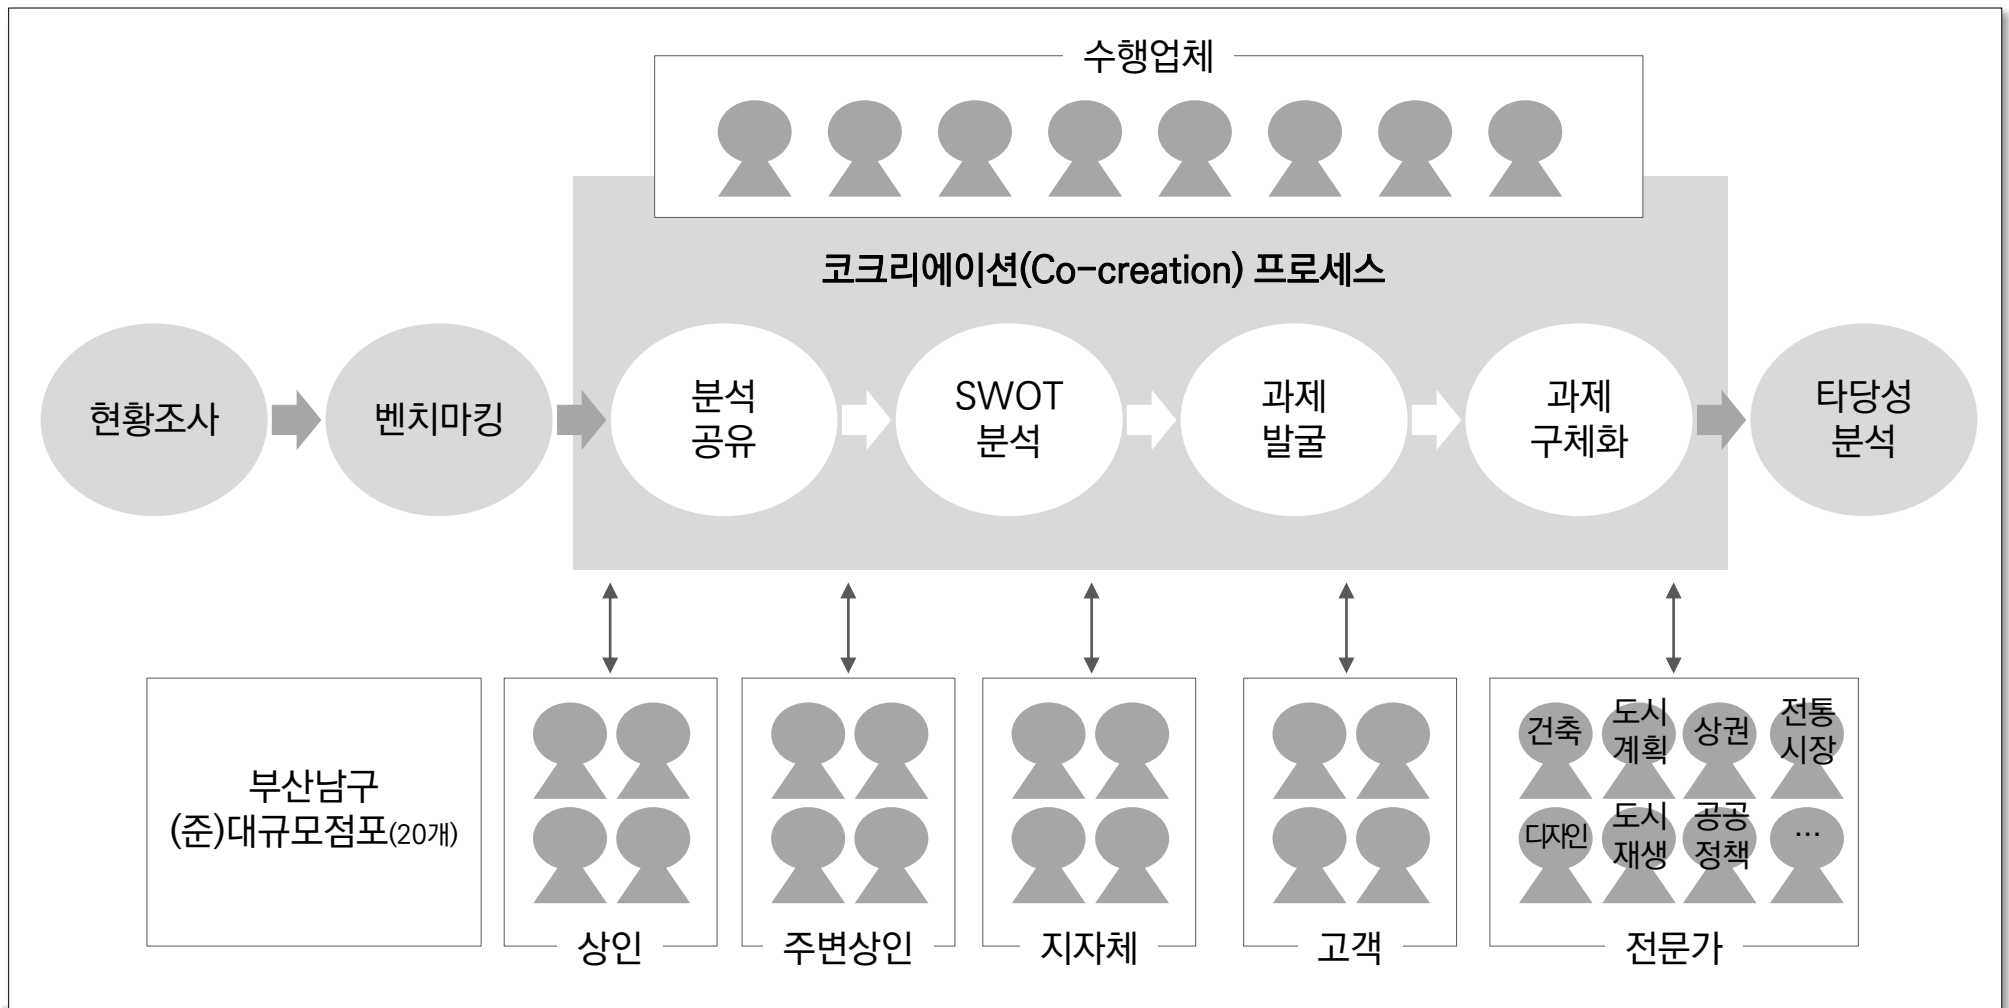 수행업체
코크리에이션(Co-creation) 프로세스
현황조사
벤치마킹
분석
공유
SWOT
분석
과제
발굴
과제
구체화
타당성
분석
부산남구
(준)대규모점포(20개)
상인
주변상인
지자체
고객
건축
도시
계획
상권
전통
시장
디자인
도시
재생
공공
정책
…
전문가